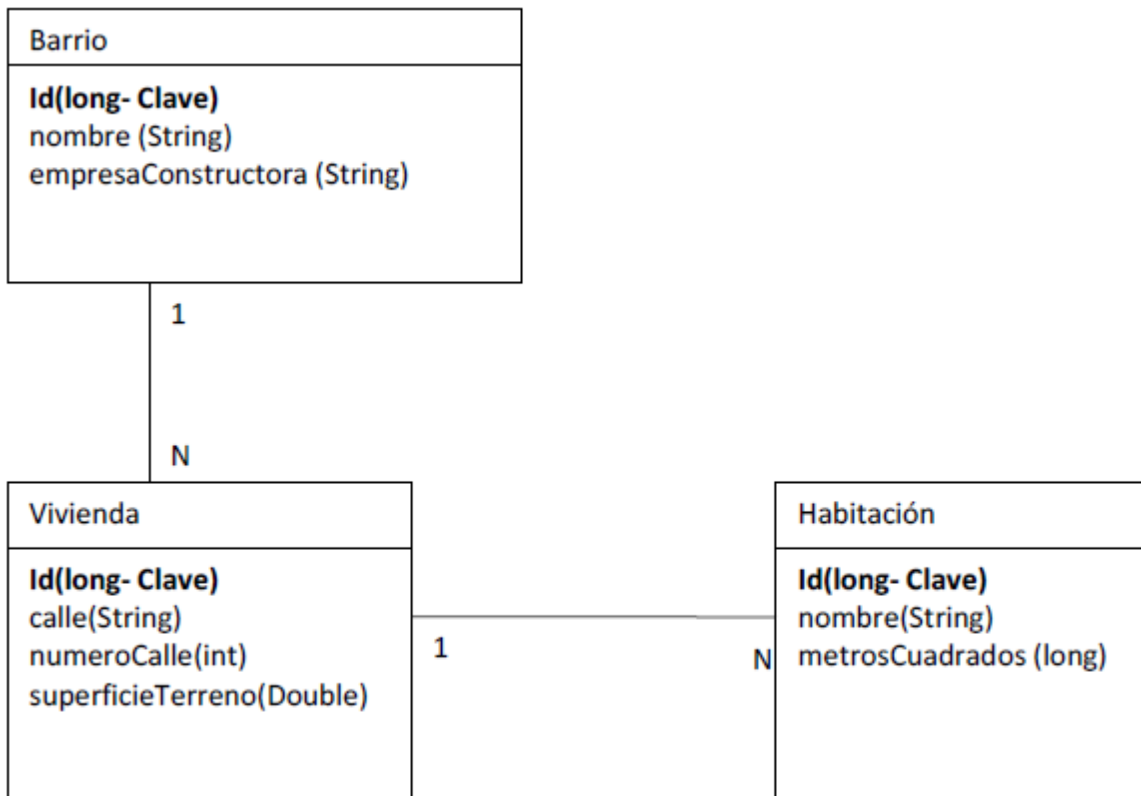 Barrio
Id(long- Clave)
nombre (String)
empresaConstructora (String)
1
N
Vivienda
Id(long- Clave)
calle(String)
numeroCalle(int)
superficieTerreno(Double)
1
N
Habitación
Id(long- Clave)
nombre(String)
metrosCuadrados (long)